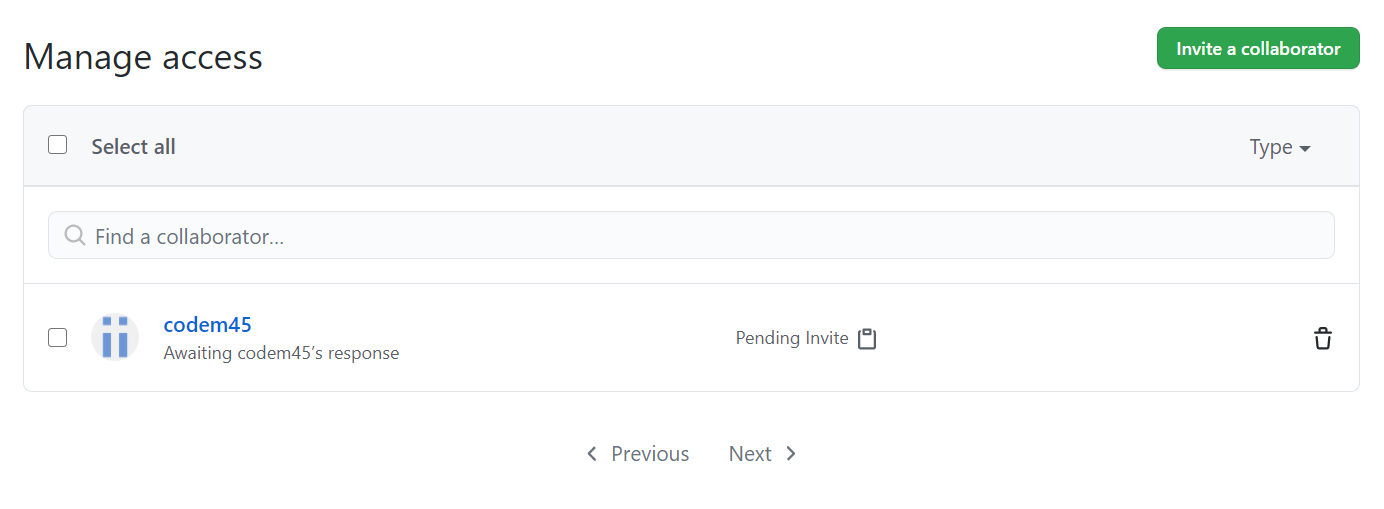 Manage access
Invite a collaborator
Select all
Type
Find a collaborator...
codem45
Awaiting codem45's response
Pending Invite
Previous
Next